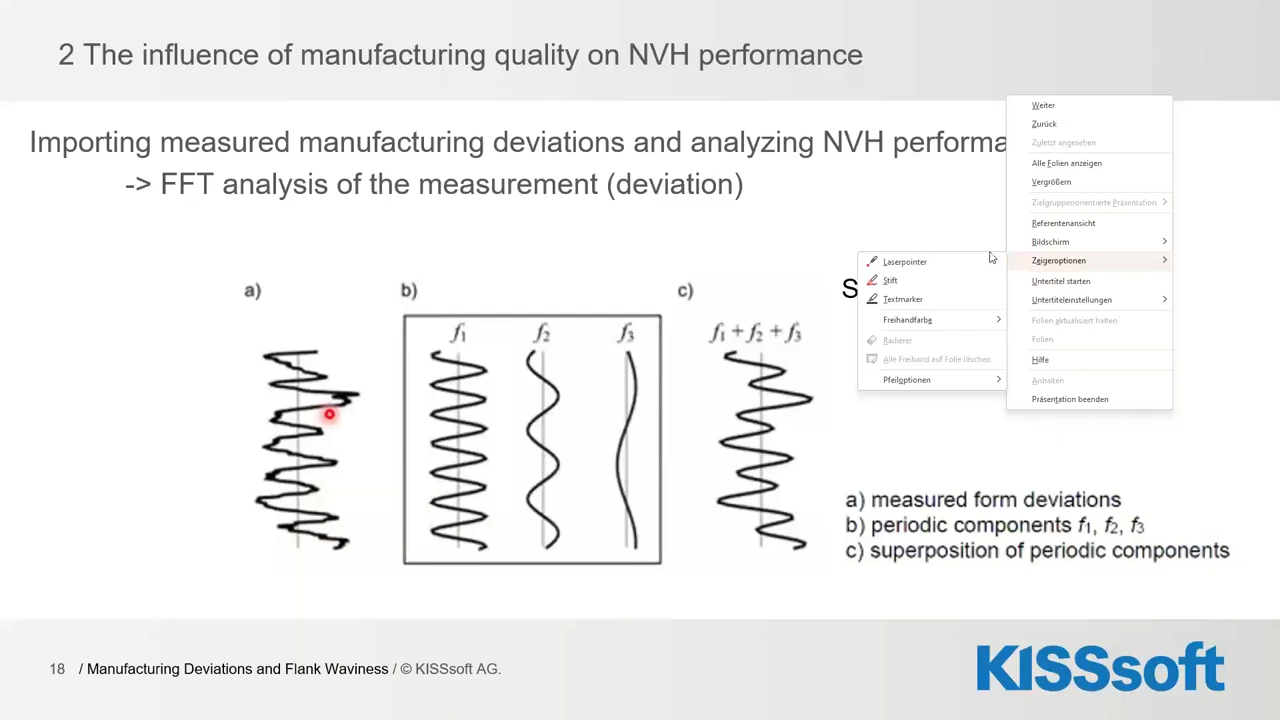 2 The influence of manufacturing quality on NVH performance
Importing measured manufacturing deviations and analyzing NVH performa
-> FFT analysis of the measurement (deviation)
Weiter
Zurück
Zuletzt angesehen
Alle Folien anzeigen
Vergrößern
Zielgruppenorientierte Präsentation
Referentenansicht
Bildschirm
Zeigeroptionen
Untertitel starten
Untertiteleinstellungen
Folien aktualisiert halten
Folien
Hilfe
Anhalten
Präsentation beenden
Laserpointer
Stift
Textmarker
Freihandfarbe
Radierer
Alle Freihand auf Folie löschen
Pfeiloptionen
S
a)
b)
c)
f1
f2
f3
f1 + f2 + f3
a) measured form deviations
b) periodic components f1, f2, f3
c) superposition of periodic components
18 / Manufacturing Deviations and Flank Waviness / © KISSsoft AG.
KISSsoft